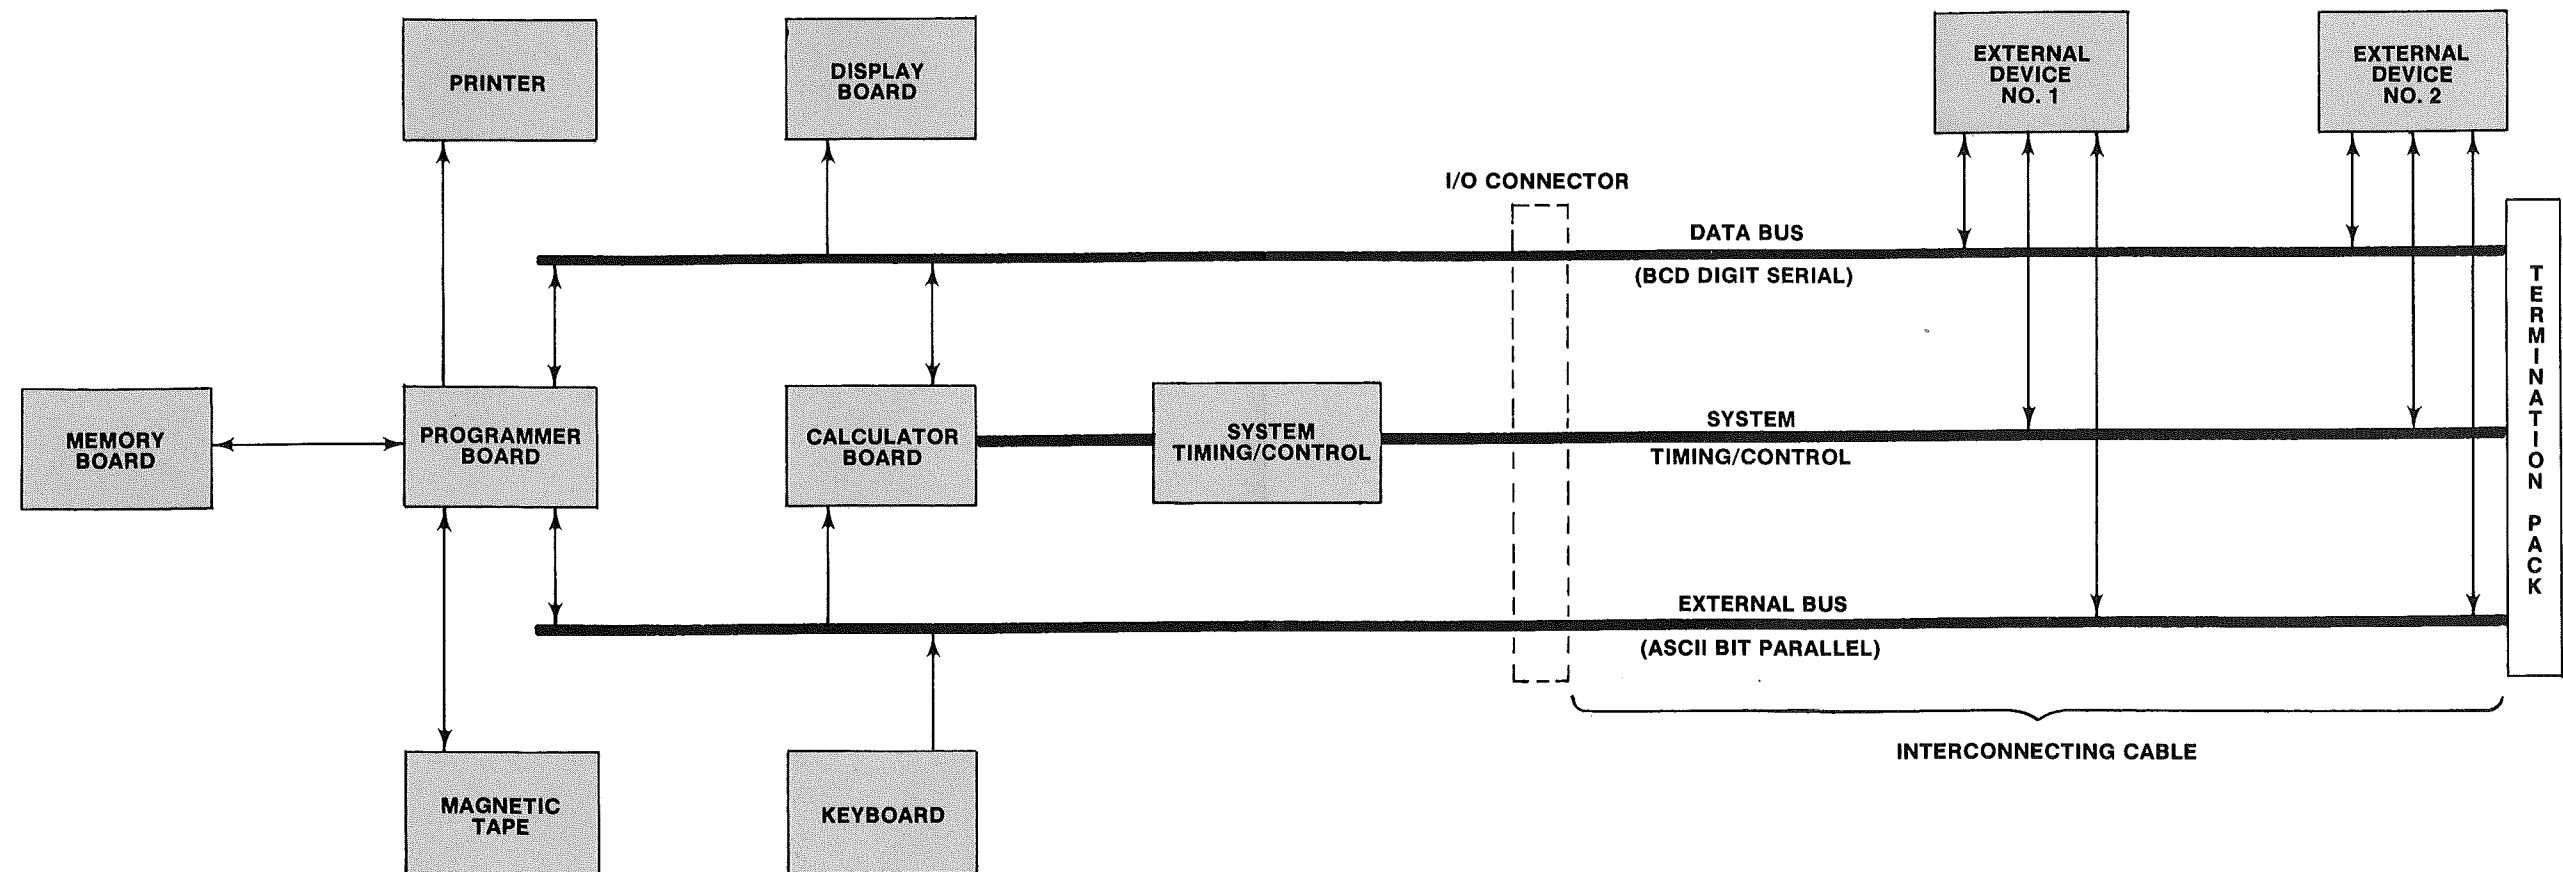 PRINTER
DISPLAY
BOARD
EXTERNAL
DEVICE
NO. 1
EXTERNAL
DEVICE
NO. 2
I/O CONNECTOR
DATA BUS
(BCD DIGIT SERIAL)
MEMORY
BOARD
PROGRAMMER
BOARD
CALCULATOR
BOARD
SYSTEM
TIMING/CONTROL
SYSTEM
TIMING/CONTROL
TERMINATION PACK
EXTERNAL BUS
(ASCII BIT PARALLEL)
INTERCONNECTING CABLE
MAGNETIC
TAPE
KEYBOARD